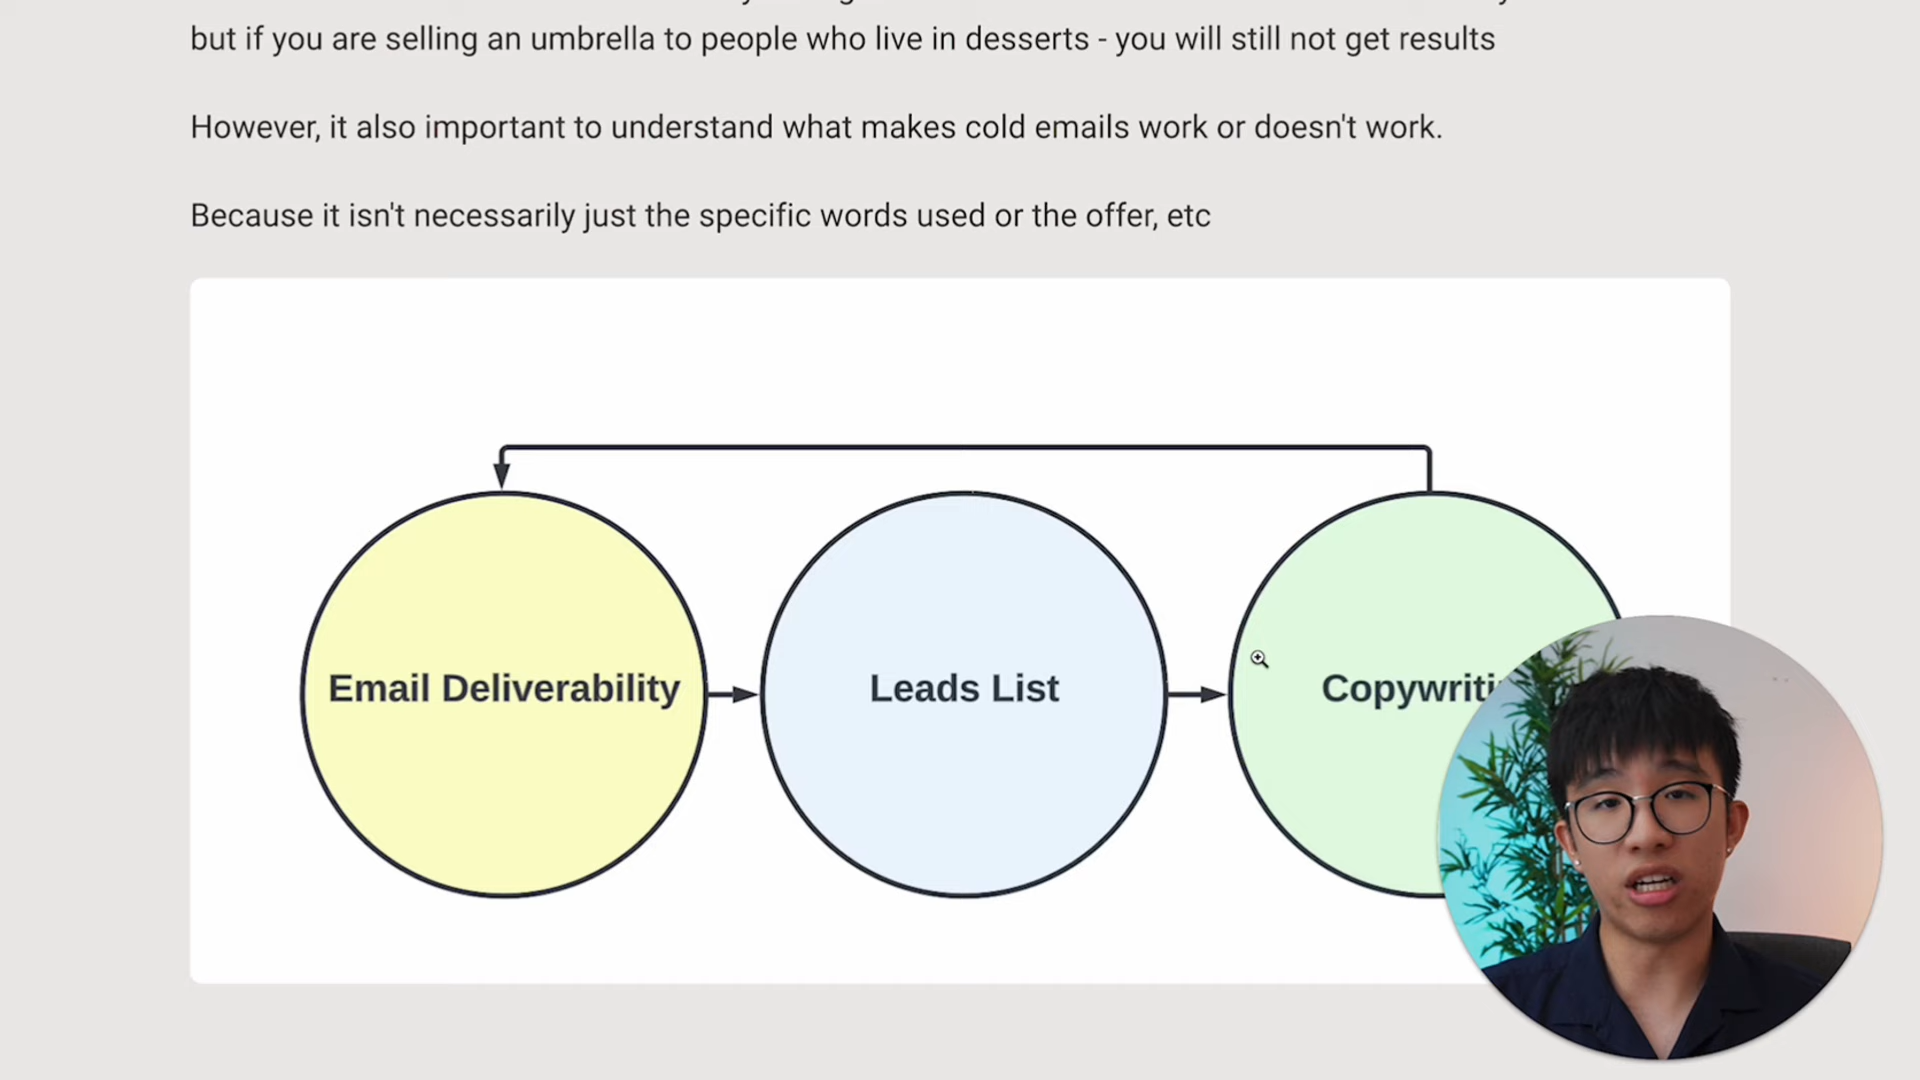 but if you are selling an umbrella to people who live in desserts - you will still not get results
However, it also important to understand what makes cold emails work or doesn't work.
Because it isn't necessarily just the specific words used or the offer, etc
Email Deliverability
Leads List